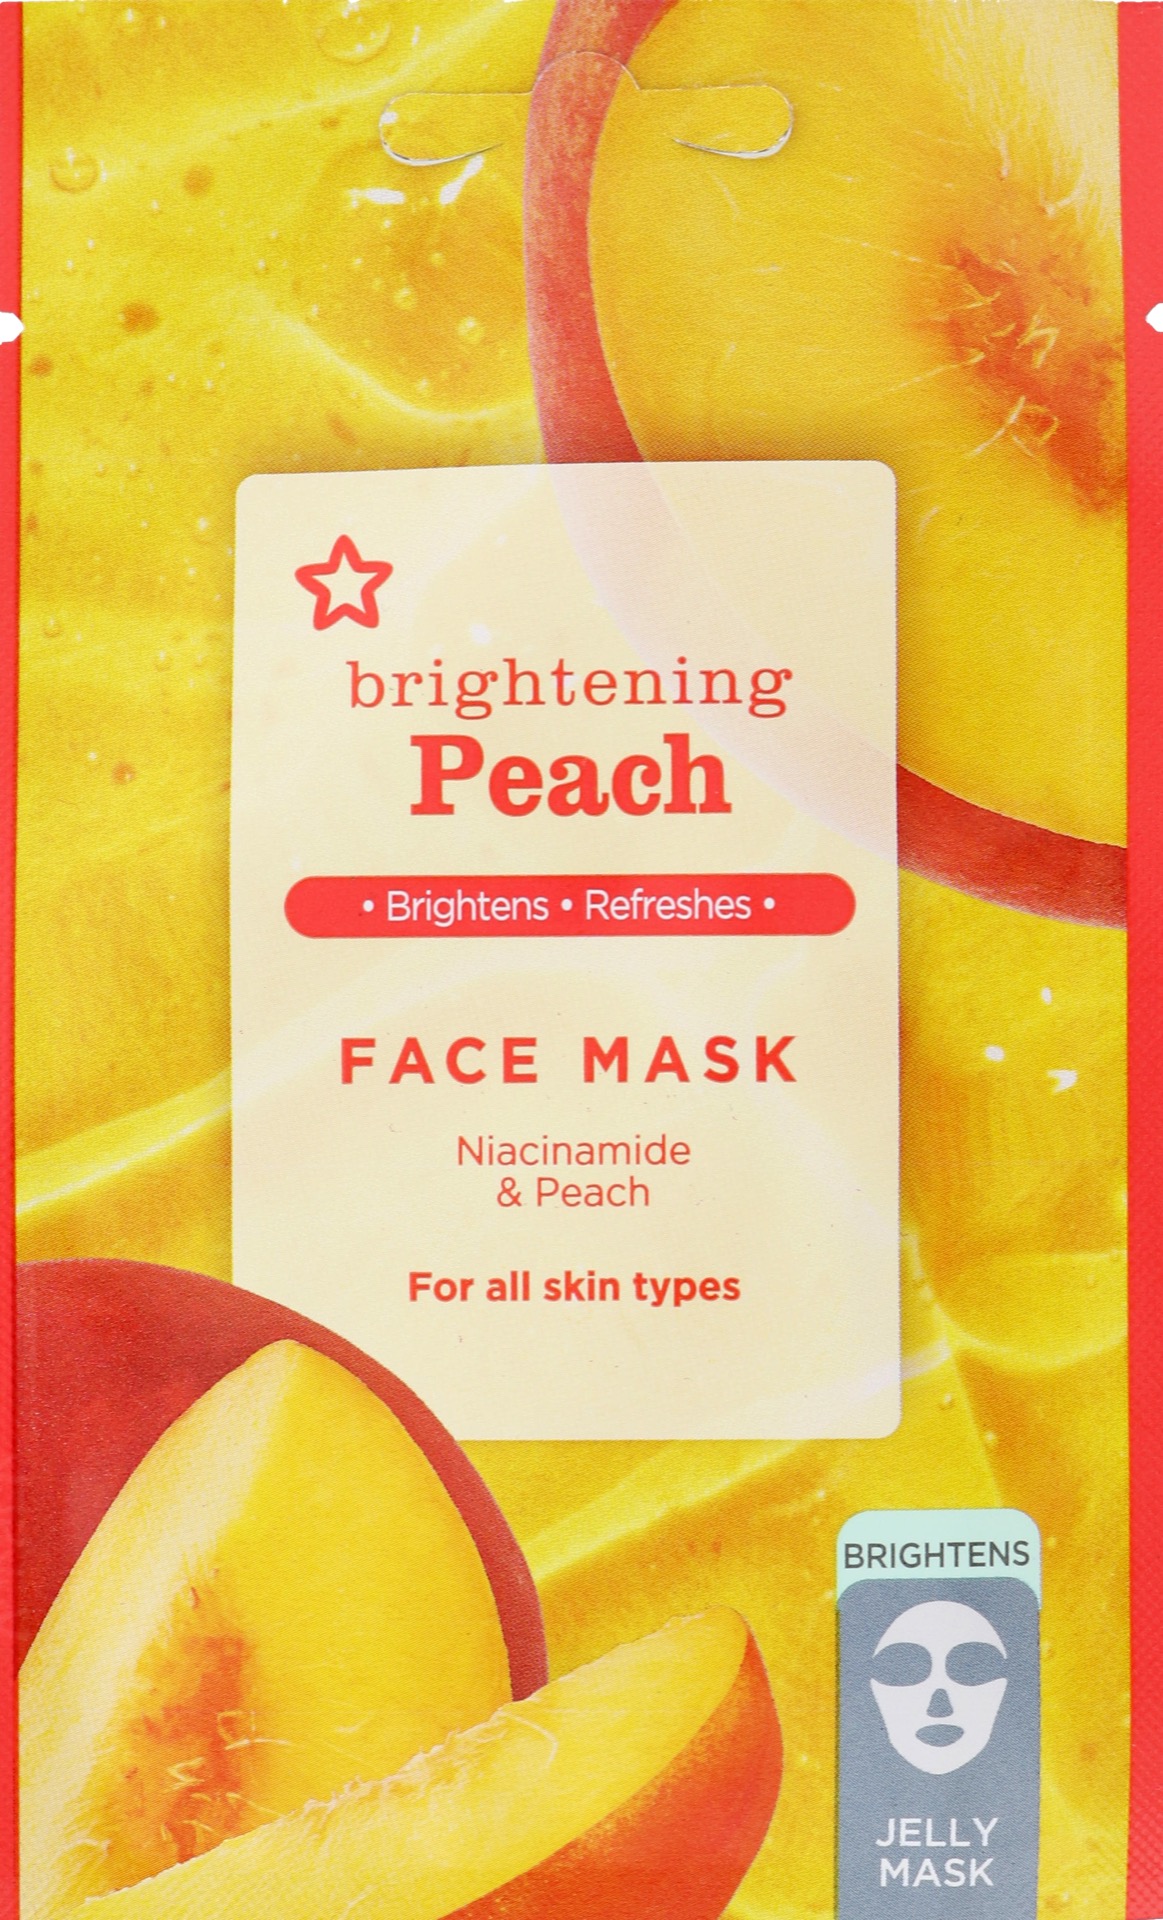 brightening
Peach
• Brightens • Refreshes •
FACE MASK
Niacinamide
& Peach
For all skin types
BRIGHTENS
JELLY
MASK